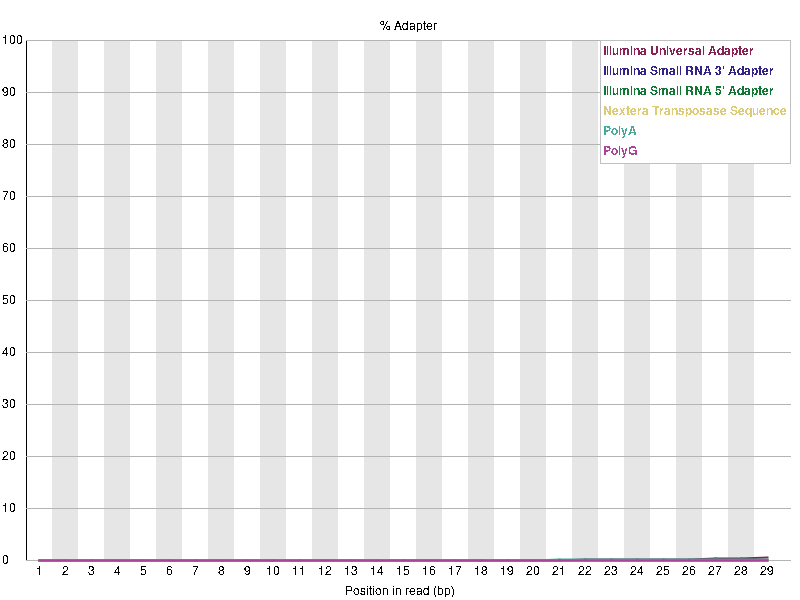 % Adapter
100
90
80
70
60
50
40
30
20
10
0
Illumina Universal Adapter
Illumina Small RNA 3' Adapter
Illumina Small RNA 5' Adapter
Nextera Transposase Sequence
PolyA
PolyG
1 2 3 4 5 6 7 8 9 10 11 12 13 14 15 16 17 18 19 20 21 22 23 24 25 26 27 28 29
Position in read (bp)